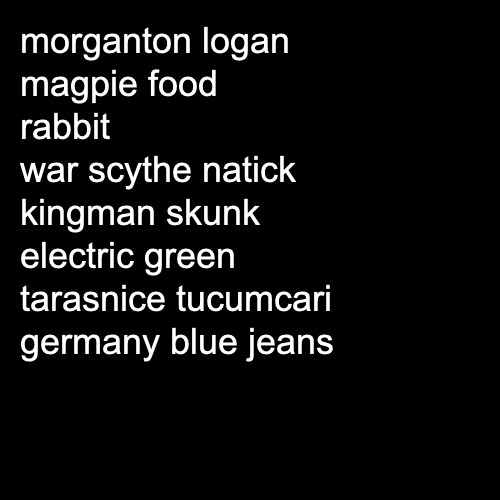 morganton logan
magpie food
rabbit
war scythe natick
kingman skunk
electric green
tarasnice tucumcari
germany blue jeans